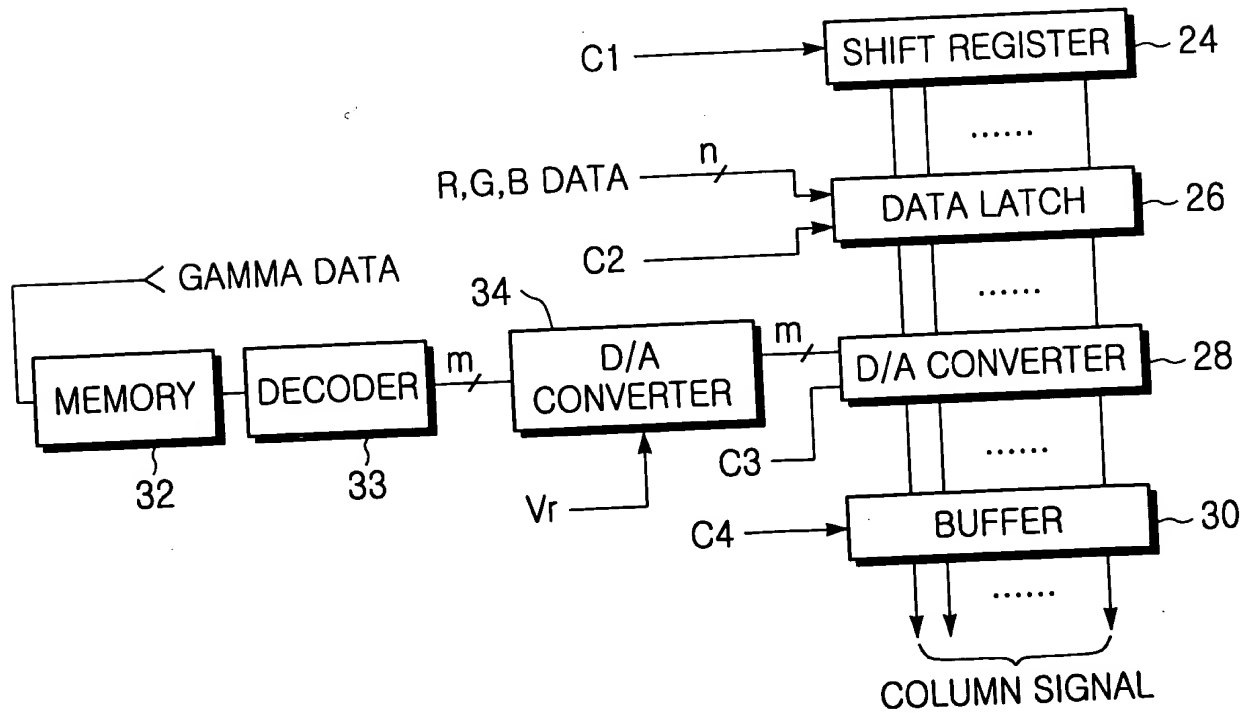 C1
SHIFT REGISTER
24
......
n
R,G,B DATA
DATA LATCH
26
C2
GAMMA DATA
......
34
m
MEMORY
DECODER
m
D/A
CONVERTER
D/A CONVERTER
28
32
33
C3
......
Vr
C4
BUFFER
30
......
COLUMN SIGNAL